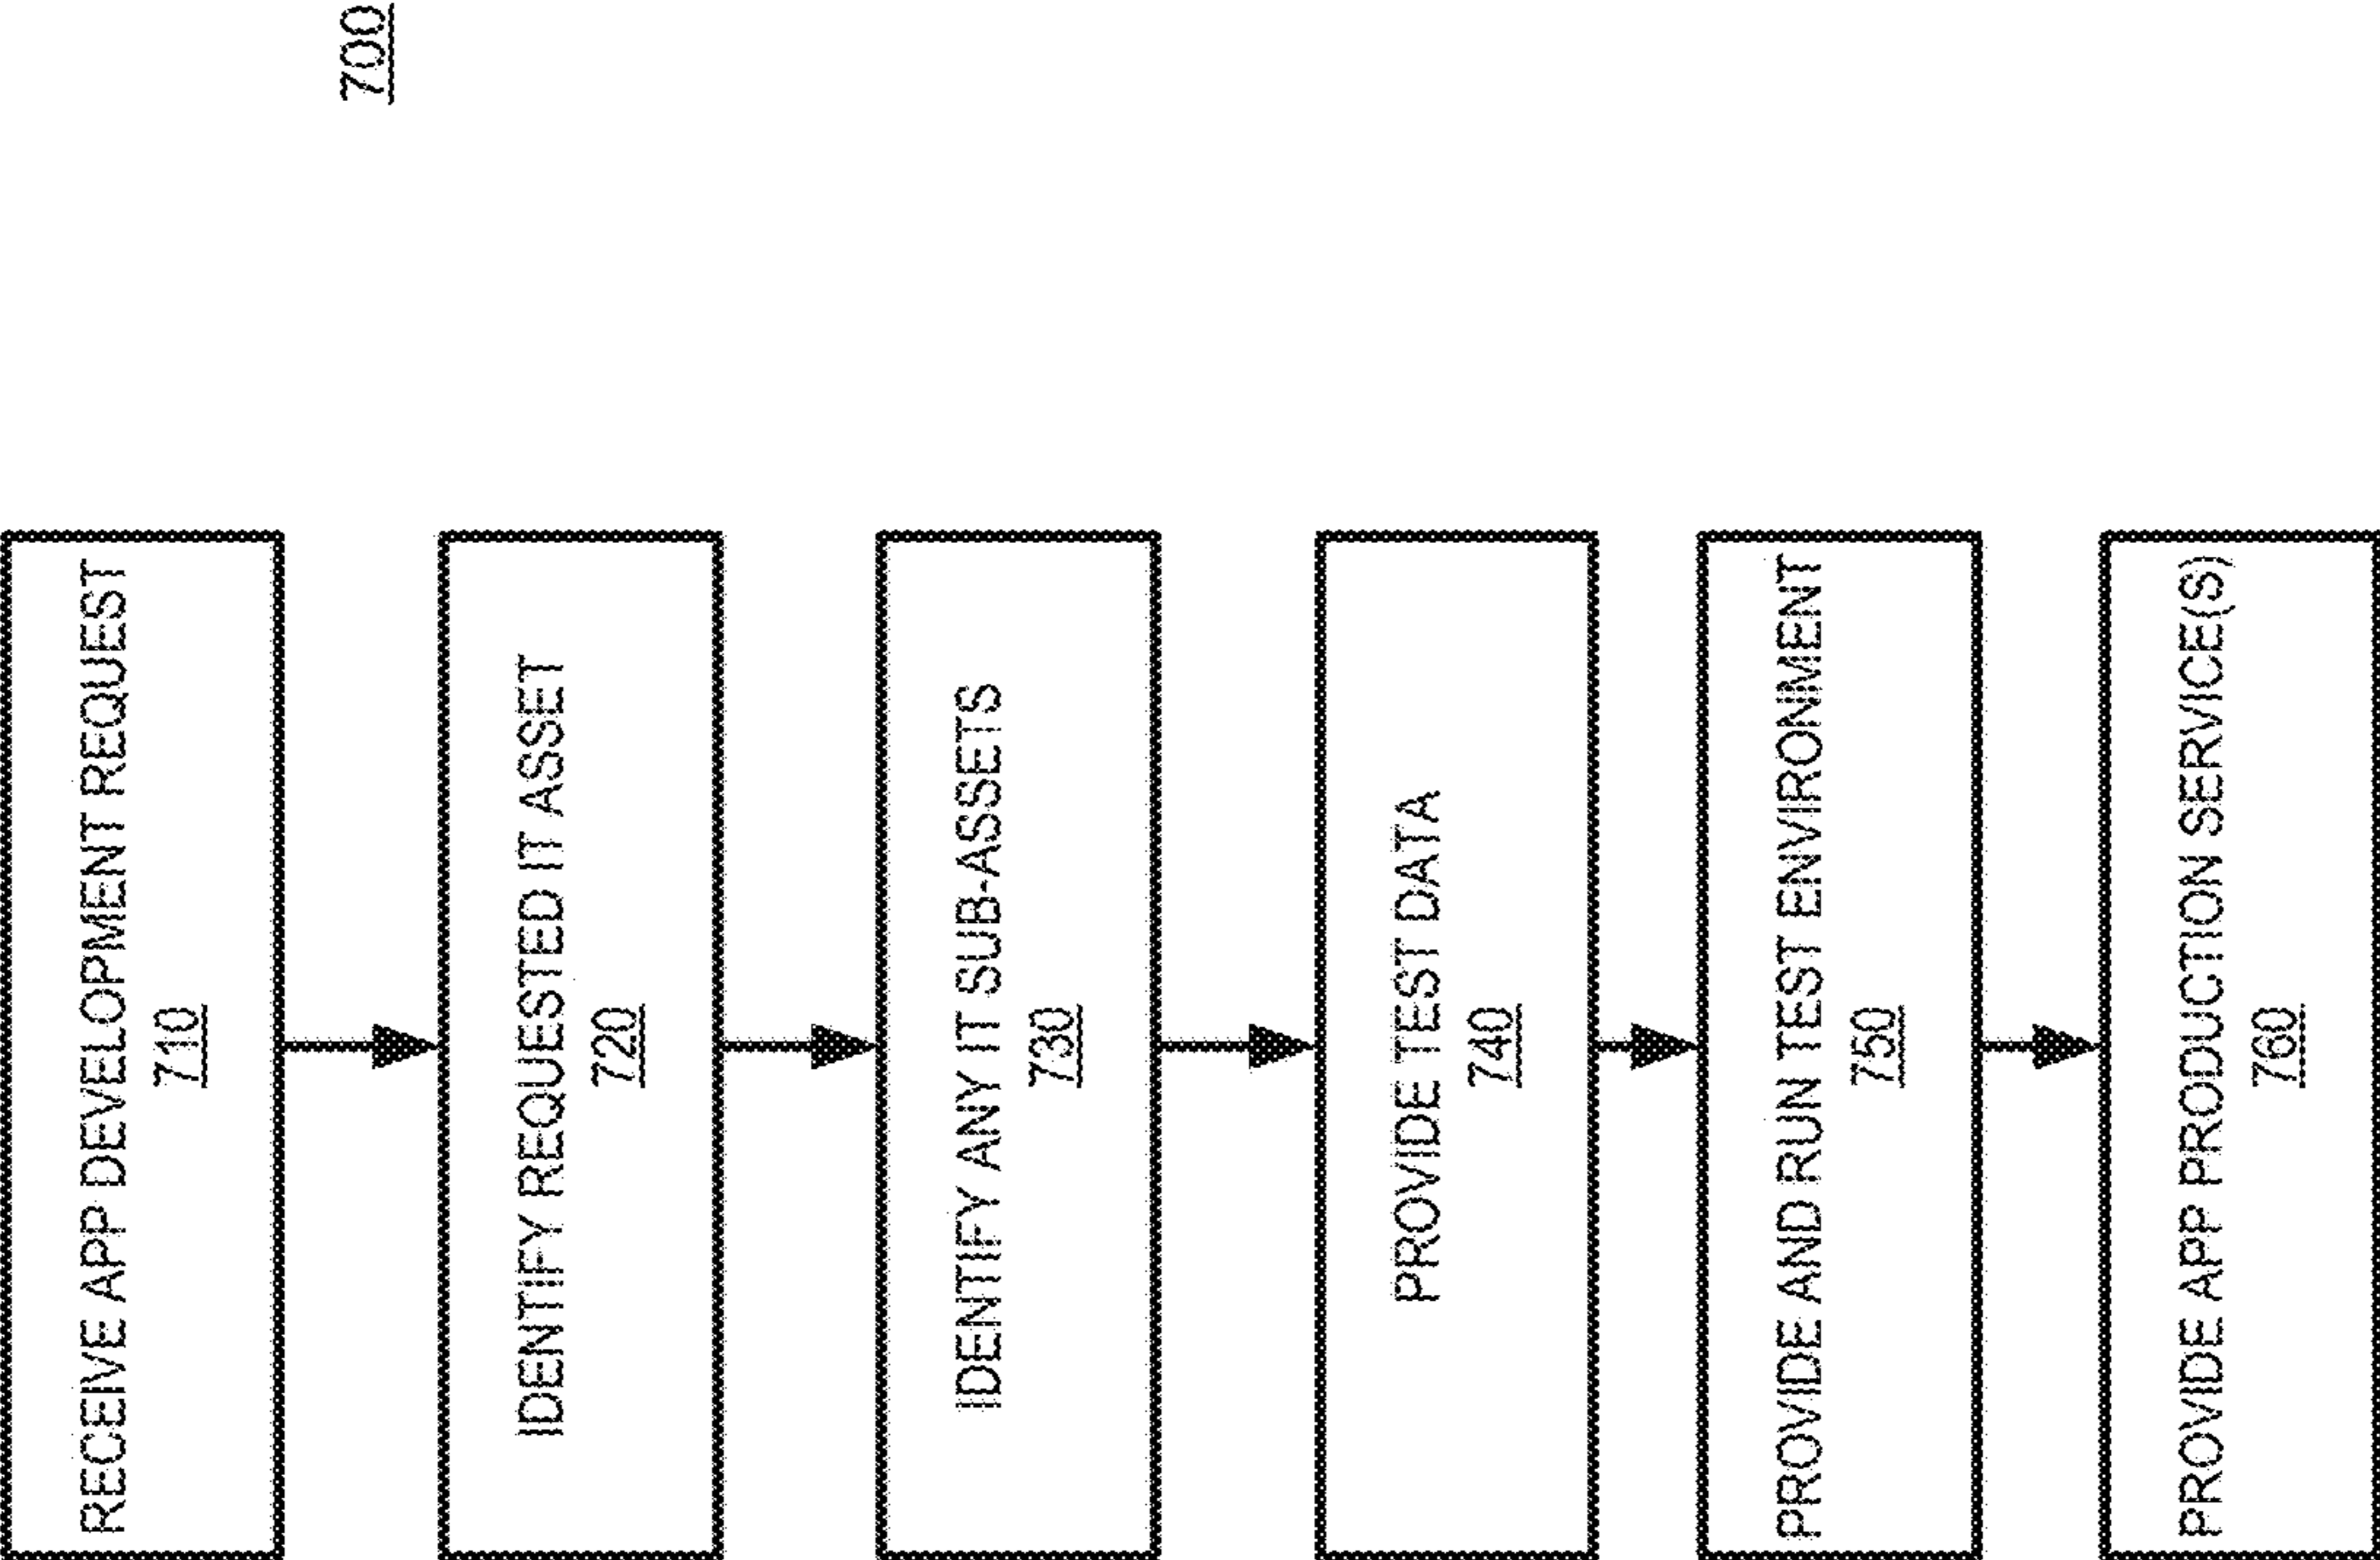 700
RECEIVE APP DEVELOPMENT REQUEST
710
IDENTIFY REQUESTED IT ASSET
720
IDENTIFY ANY IT SUB-ASSETS
730
PROVIDE TEST DATA
740
PROVIDE AND RUN TEST ENVIRONMENT
750
PROVIDE APP PRODUCTION SERVICE(S)
760